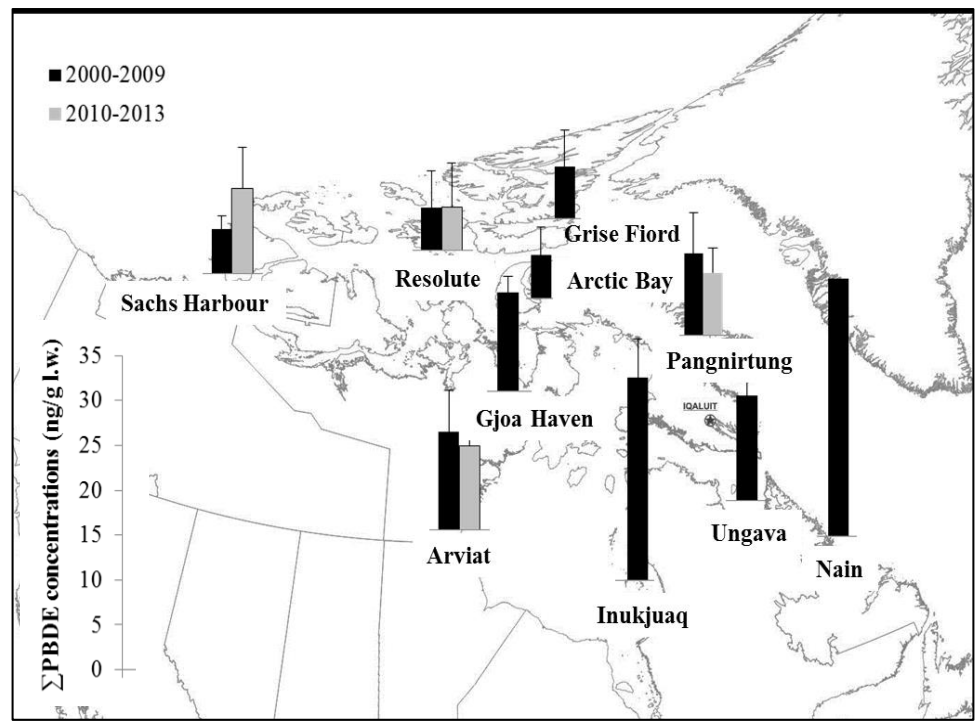 2000-2009
2010-2013
Grise Fiord
Resolute
Arctic Bay
Sachs Harbour
Pangnirtung
∑PBDE concentrations (ng/g l.w.)
35
30
25
20
15
10
5
0
IQALUIT
Gjoa Haven
Ungava
Arviat
Nain
Inukjuaq